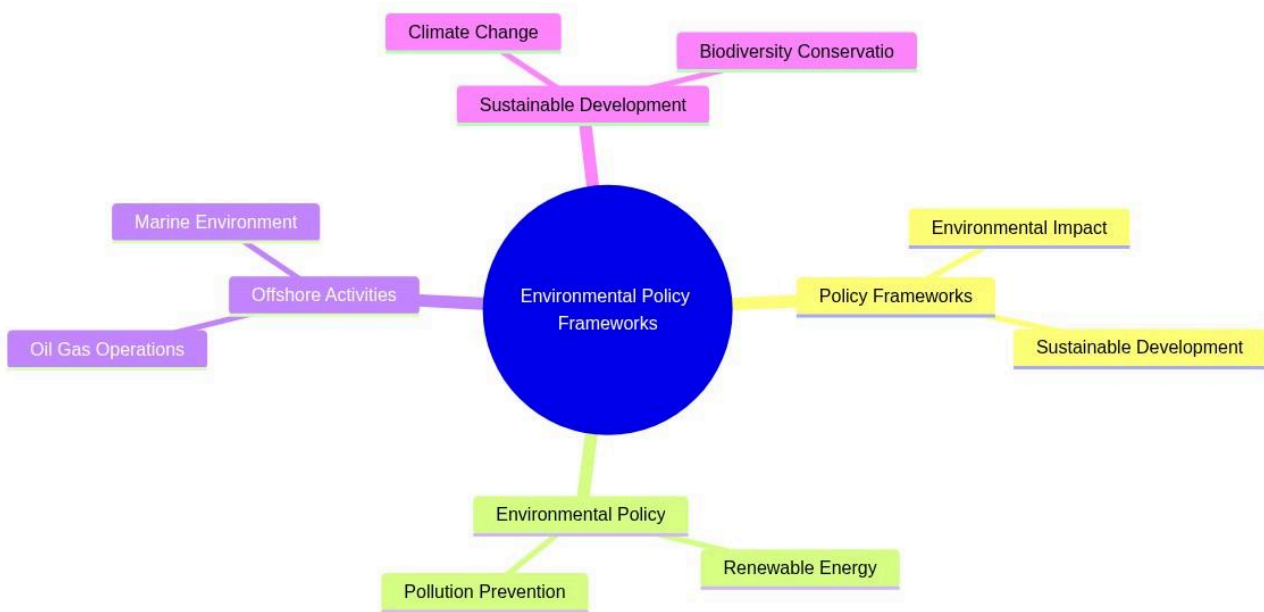 Climate Change
Biodiversity Conservatio
Sustainable Development
Marine Environment
Environmental Impact
Offshore Activities
Environmental Policy
Frameworks
Policy Frameworks
Oil Gas Operations
Sustainable Development
Environmental Policy
Renewable Energy
Pollution Prevention